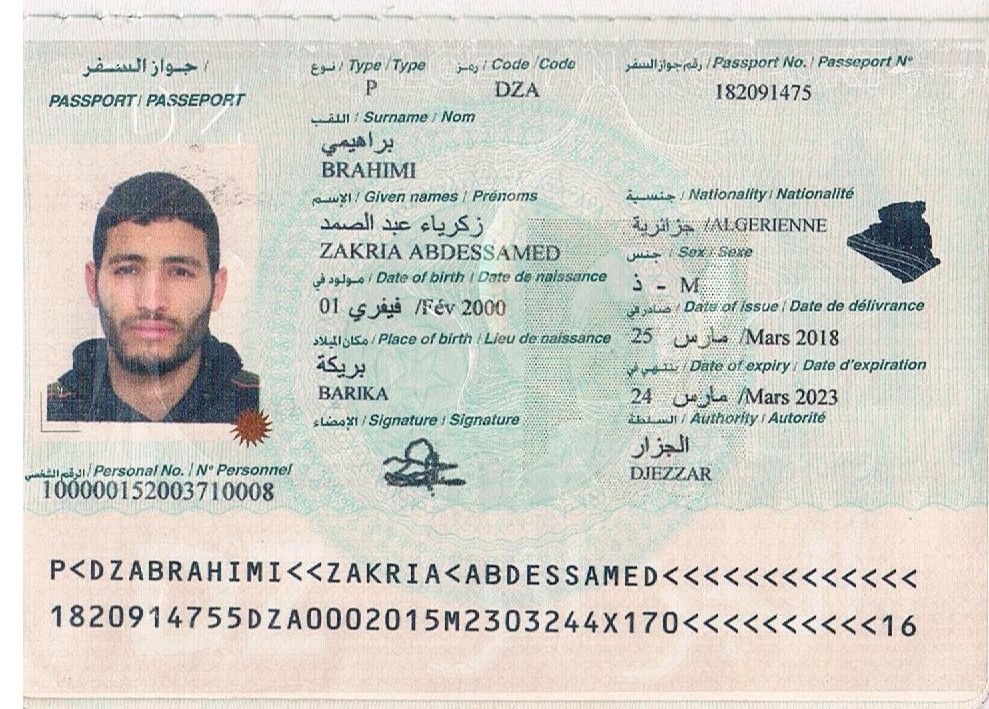 جواز السفر /
PASSPORT / PASSEPORT
نوع / Type / Type
P
رمز / Code / Code
DZA
رقم جواز السفر / Passport No. / Passeport N°
182091475
اللقب / Surname / Nom
براهيمي
BRAHIMI
الإسم / Given names / Prénoms
زكرياء عبد الصمد
ZAKRIA ABDESSAMED
جنسية / Nationality / Nationalité
جزائرية /ALGERIENNE
مولود في / Date of birth / Date de naissance
01 فيفري /Fév 2000
جنس / Sex / Sexe
ذ - M
صادر في / Date of issue / Date de délivrance
25 مارس /Mars 2018
مكان الميلاد / Place of birth / Lieu de naissance
بريكة
BARIKA
ينتهي في / Date of expiry / Date d'expiration
24 مارس /Mars 2023
الإمضاء / Signature / Signature
السلطة / Authority / Autorité
الجزار
DJEZZAR
الرقم الشخصي / Personal No. / N° Personnel
100000152003710008
P<DZABRAHIMI<<ZAKRIA<ABDESSAMED<<<<<<<<<<<<<
1820914755DZA0002015M2303244X170<<<<<<<<<<16